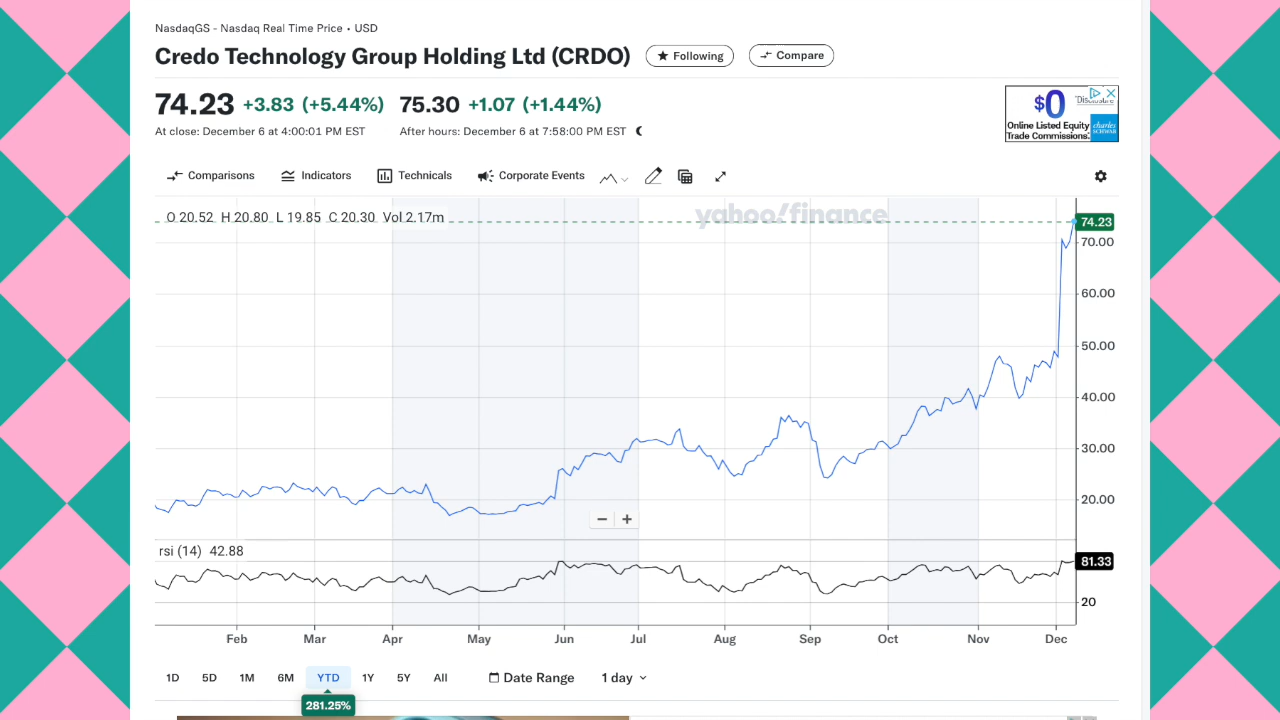 NasdaqGS - Nasdaq Real Time Price • USD
Credo Technology Group Holding Ltd (CRDO)
Following
Compare
74.23 +3.83 (+5.44%) 75.30 +1.07 (+1.44%)
At close: December 6 at 4:00:01 PM EST After hours: December 6 at 7:58:00 PM EST
$0
Disclosure
Online Listed Equity
Trade Commissions.
charles
SCHWAB
Comparisons Indicators Technicals Corporate Events
O 20.52 H 20.80 L 19.85 C 20.30 Vol 2.17m
yahoo!finance
74.23
70.00
60.00
50.00
40.00
30.00
20.00
− +
rsi (14) 42.88
81.33
20
Feb Mar Apr May Jun Jul Aug Sep Oct Nov Dec
1D 5D 1M 6M YTD 1Y 5Y All Date Range 1 day
281.25%